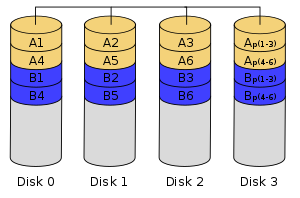 A1 A2 A3 Ap(1-3)
A4 A5 A6 Ap(4-6)
B1 B2 B3 Bp(1-3)
B4 B5 B6 Bp(4-6)
Disk 0 Disk 1 Disk 2 Disk 3